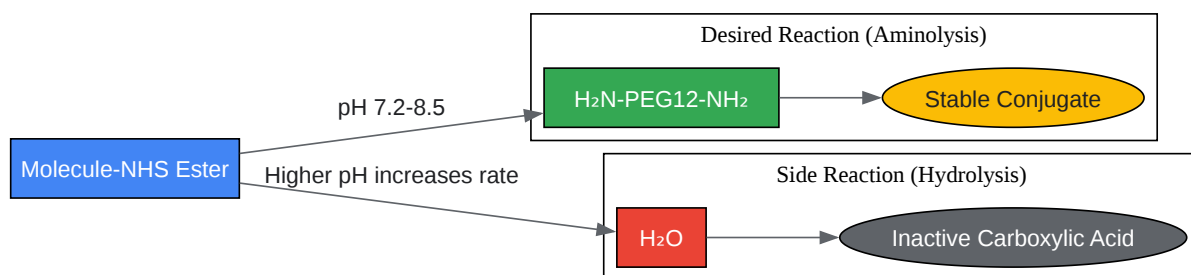 Desired Reaction (Aminolysis)
H₂N-PEG12-NH₂
Stable Conjugate
pH 7.2-8.5
Molecule-NHS Ester
Higher pH increases rate
Side Reaction (Hydrolysis)
H₂O
Inactive Carboxylic Acid